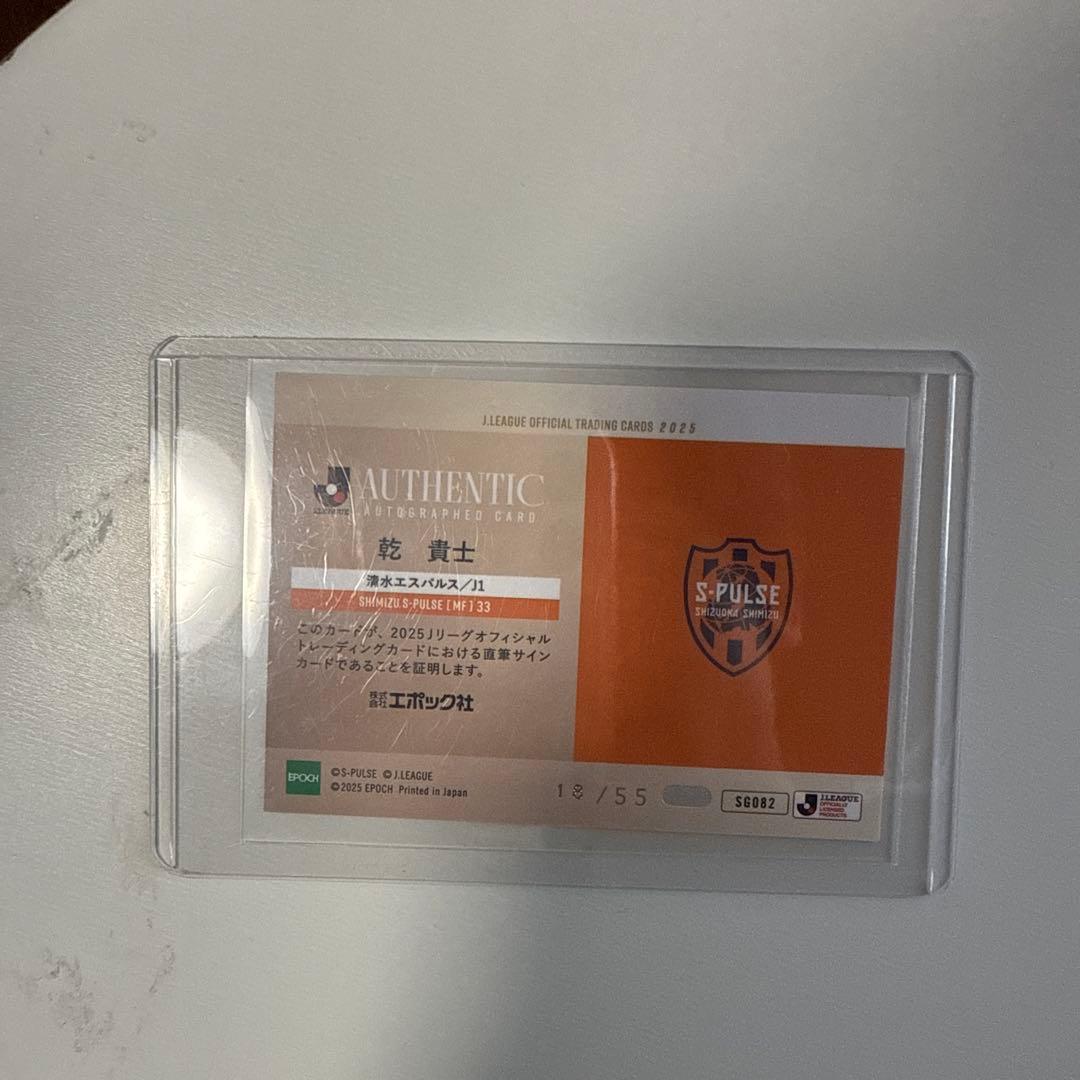 J.LEAGUE OFFICIAL TRADING CARDS 2025
J.LEAGUE
AUTHENTIC
AUTOGRAPHED CARD
乾 貴士
清水エスパルス/J1
SHIMIZU S-PULSE [MF] 33
このカードが、2025Jリーグオフィシャル
トレーディングカードにおける直筆サイン
カードであることを証明します。
株式会社エポック社
S-PULSE
SHIZUOKA SHIMIZU
EPOCH
©S-PULSE ©J.LEAGUE
©2025 EPOCH Printed in Japan
18 /55
SG082
J.LEAGUE
OFFICIALLY
LICENSED
PRODUCTS